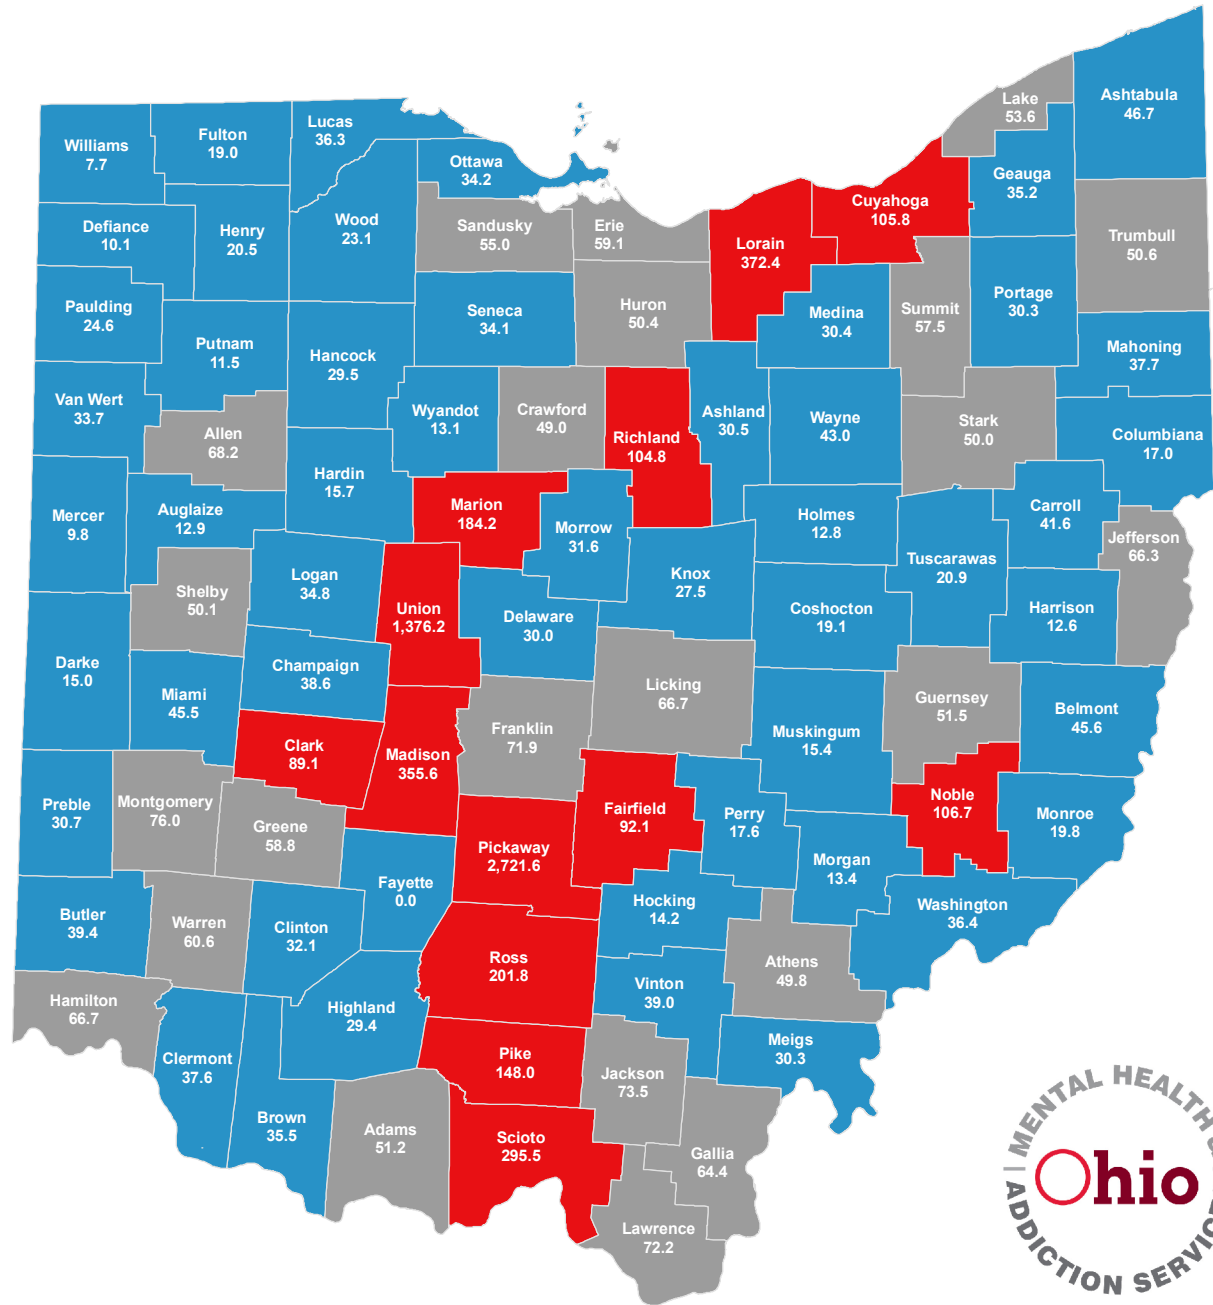 Ashtabula
46.7
Lake
53.6
Lucas
36.3
Fulton
19.0
Williams
7.7
Ottawa
34.2
Geauga
35.2
Cuyahoga
105.8
Wood
23.1
Sandusky
55.0
Erie
59.1
Defiance
10.1
Henry
20.5
Lorain
372.4
Trumbull
50.6
Portage
30.3
Huron
50.4
Summit
57.5
Paulding
24.6
Seneca
34.1
Medina
30.4
Putnam
11.5
Mahoning
37.7
Hancock
29.5
Van Wert
33.7
Wyandot
13.1
Crawford
49.0
Ashland
30.5
Wayne
43.0
Stark
50.0
Allen
68.2
Richland
104.8
Columbiana
17.0
Hardin
15.7
Marion
184.2
Carroll
41.6
Auglaize
12.9
Mercer
9.8
Holmes
12.8
Morrow
31.6
Jefferson
66.3
Tuscarawas
20.9
Logan
34.8
Knox
27.5
Shelby
50.1
Union
1,376.2
Coshocton
19.1
Harrison
12.6
Delaware
30.0
Darke
15.0
Champaign
38.6
Licking
66.7
Miami
45.5
Guernsey
51.5
Belmont
45.6
Franklin
71.9
Muskingum
15.4
Clark
89.1
Madison
355.6
Noble
106.7
Preble
30.7
Montgomery
76.0
Fairfield
92.1
Perry
17.6
Monroe
19.8
Greene
58.8
Pickaway
2,721.6
Morgan
13.4
Fayette
0.0
Hocking
14.2
Washington
36.4
Butler
39.4
Warren
60.6
Clinton
32.1
Ross
201.8
Athens
49.8
Vinton
39.0
Hamilton
66.7
Highland
29.4
Meigs
30.3
Clermont
37.6
Pike
148.0
Jackson
73.5
Brown
35.5
Adams
51.2
Scioto
295.5
Gallia
64.4
Lawrence
72.2
MENTAL HEALTH
Ohio
ADDICTION